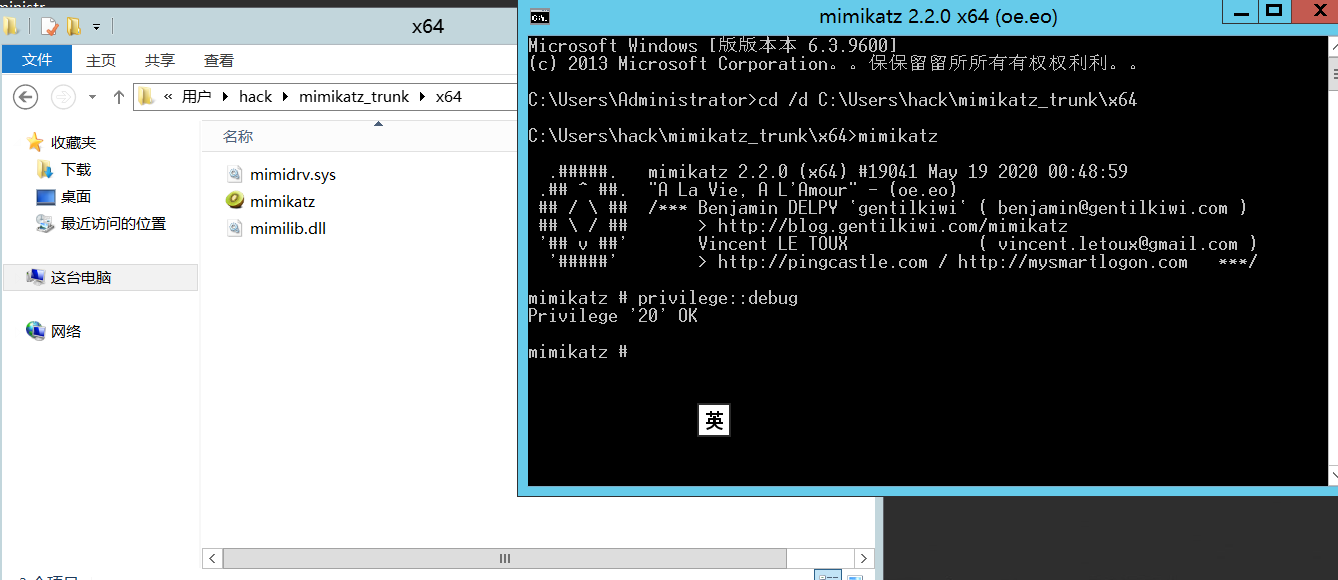 x64
文件 主页 共享 查看
« 用户 hack mimikatz_trunk x64
收藏夹
下载
桌面
最近访问的位置
这台电脑
网络
名称
mimidrv.sys
mimikatz
mimilib.dll
mimikatz 2.2.0 x64 (oe.eo)
Microsoft Windows [版版本本 6.3.9600]
(c) 2013 Microsoft Corporation。。保保留留所所有有权权利利。。
C:\Users\Administrator>cd /d C:\Users\hack\mimikatz_trunk\x64
C:\Users\hack\mimikatz_trunk\x64>mimikatz
.#####. mimikatz 2.2.0 (x64) #19041 May 19 2020 00:48:59
.## ^ ##. "A La Vie, A L'Amour" - (oe.eo)
## / \ ## /*** Benjamin DELPY `gentilkiwi` ( benjamin@gentilkiwi.com )
## \ / ## > http://blog.gentilkiwi.com/mimikatz
'## v ##' Vincent LE TOUX ( vincent.letoux@gmail.com )
'#####' > http://pingcastle.com / http://mysmartlogon.com ***/
mimikatz # privilege::debug
Privilege '20' OK
mimikatz #
英